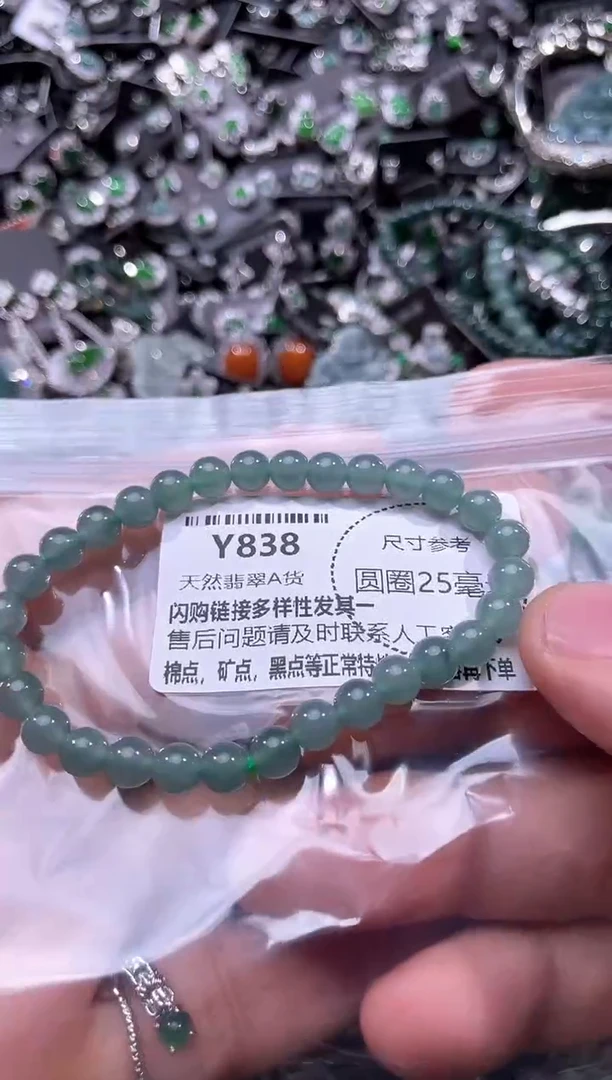 Y838
尺寸参考
天然翡翠A货
圆圈25毫
闪购链接多样性发其一
售后问题请及时联系人工
棉点，矿点，黑点等正常特
下单